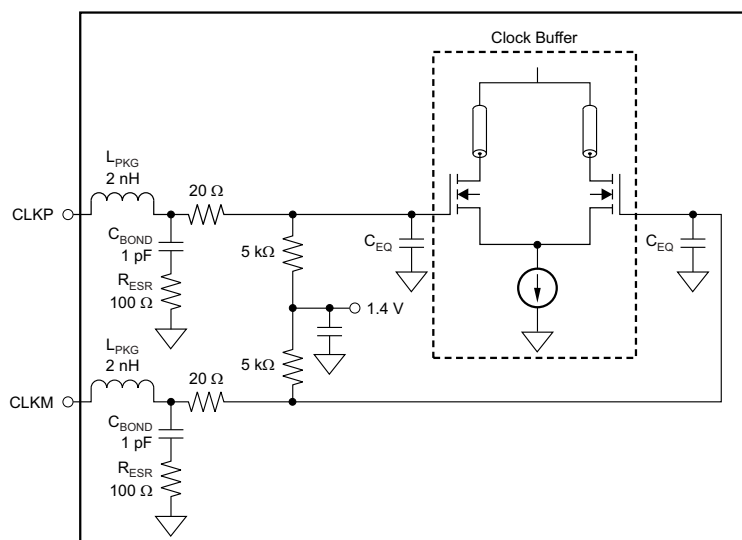 Clock Buffer
L_PKG
2 nH
20 Ω
CLKP
C_BOND
1 pF
5 kΩ
C_EQ
C_EQ
R_ESR
100 Ω
1.4 V
L_PKG
2 nH
20 Ω
5 kΩ
CLKM
C_BOND
1 pF
R_ESR
100 Ω